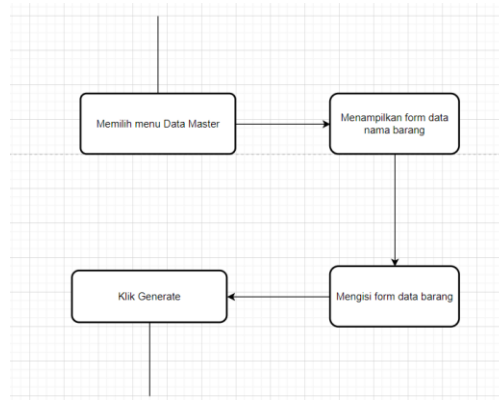 Memilih menu Data Master
Menampilkan form data
nama barang
Mengisi form data barang
Klik Generate